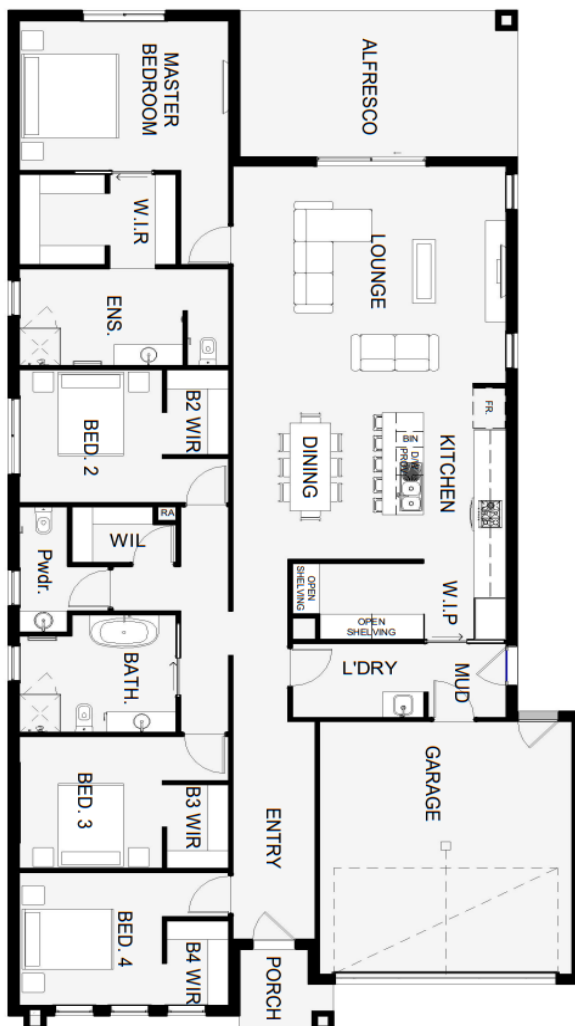 MASTER
BEDROOM
ALFRESCO
W.I.R
LOUNGE
ENS.
BED. 2
B2 WIR
DINING
BIN
D/W
PROV
KITCHEN
FR.
RA
WIL
Pwdr.
OPEN
SHELVING
OPEN
SHELVING
W.I.P
BATH.
L'DRY
MUD
BED. 3
B3 WIR
ENTRY
GARAGE
BED. 4
B4 WIR
PORCH